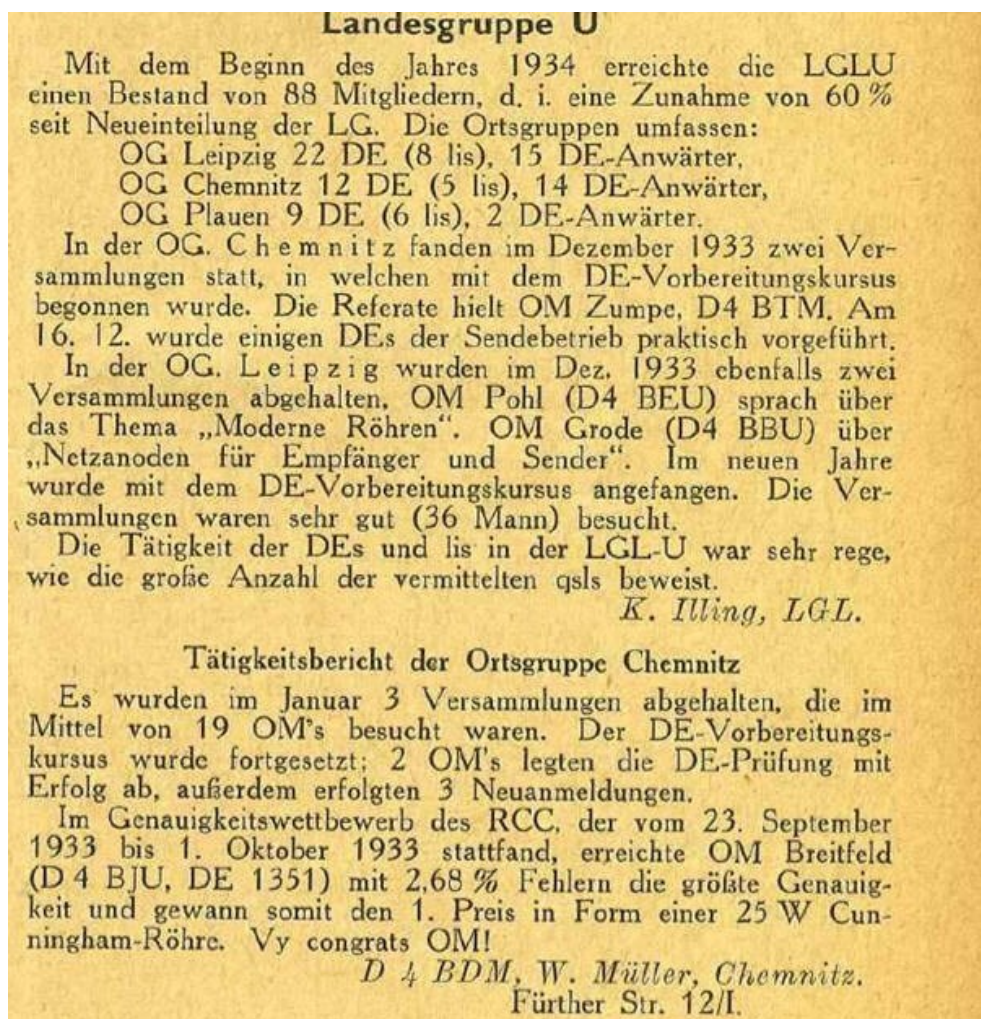 Landesgruppe U
Mit dem Beginn des Jahres 1934 erreichte die LGLU
einen Bestand von 88 Mitgliedern, d. i. eine Zunahme von 60 %
seit Neueinteilung der LG. Die Ortsgruppen umfassen:
OG Leipzig 22 DE (8 lis), 15 DE-Anwärter,
OG Chemnitz 12 DE (5 lis), 14 DE-Anwärter,
OG Plauen 9 DE (6 lis), 2 DE-Anwärter.
In der OG. Chemnitz fanden im Dezember 1933 zwei Ver-
sammlungen statt, in welchen mit dem DE-Vorbereitungskursus
begonnen wurde. Die Referate hielt OM Zumpe, D4 BTM. Am
16. 12. wurde einigen DEs der Sendebetrieb praktisch vorgeführt.
In der OG. Leipzig wurden im Dez. 1933 ebenfalls zwei
Versammlungen abgehalten, OM Pohl (D4 BEU) sprach über
das Thema „Moderne Röhren“. OM Grode (D4 BBU) über
„Netzanoden für Empfänger und Sender“. Im neuen Jahre
wurde mit dem DE-Vorbereitungskursus angefangen. Die Ver-
sammlungen waren sehr gut (36 Mann) besucht.
Die Tätigkeit der DEs und lis in der LGL-U war sehr rege,
wie die große Anzahl der vermittelten qsls beweist.
K. Illing, LGL.
Tätigkeitsbericht der Ortsgruppe Chemnitz
Es wurden im Januar 3 Versammlungen abgehalten, die im
Mittel von 19 OM's besucht waren. Der DE-Vorbereitungs-
kursus wurde fortgesetzt; 2 OM's legten die DE-Prüfung mit
Erfolg ab, außerdem erfolgten 3 Neuanmeldungen.
Im Genauigkeitswettbewerb des RCC, der vom 23. September
1933 bis 1. Oktober 1933 stattfand, erreichte OM Breitfeld
(D 4 BJU, DE 1351) mit 2,68 % Fehlern die größte Genauig-
keit und gewann somit den 1. Preis in Form einer 25 W Cun-
ningham-Röhre. Vy congrats OM!
D 4 BDM, W. Müller, Chemnitz.
Fürther Str. 12/I.